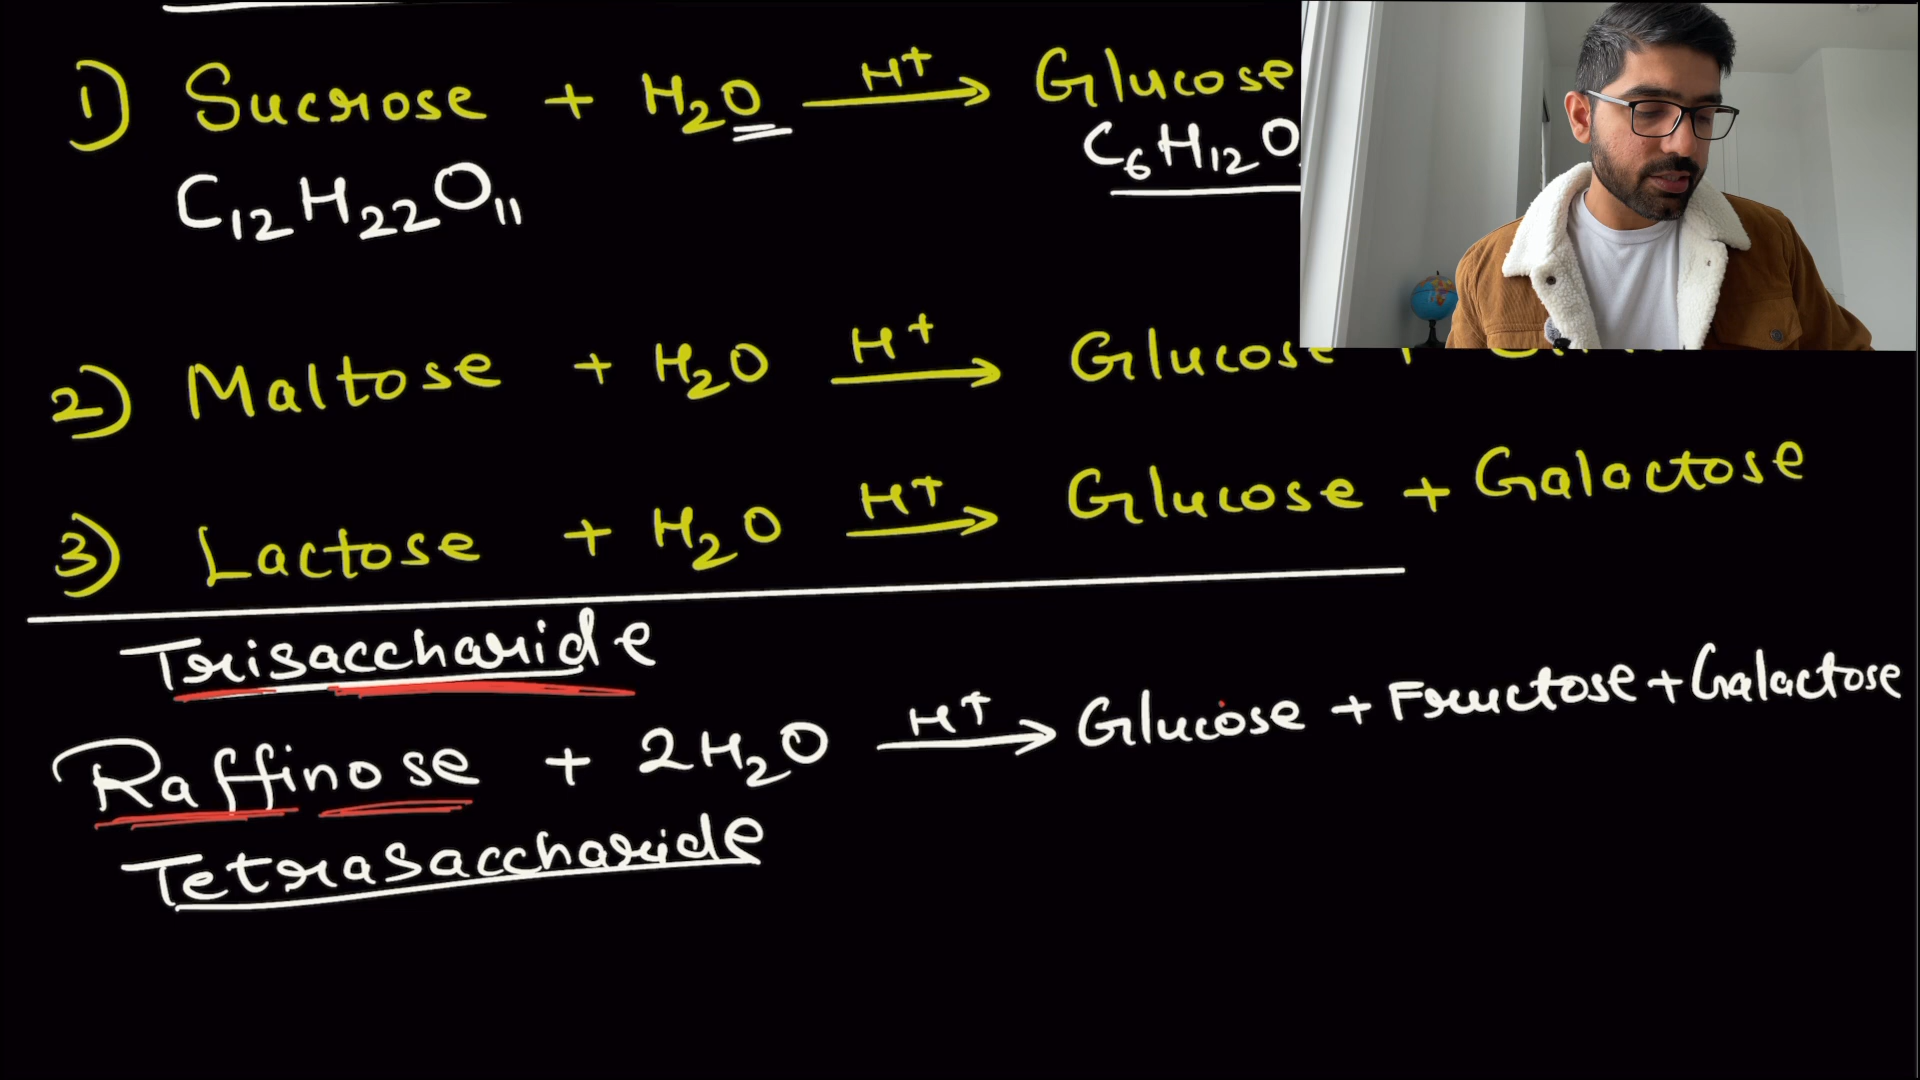 1) Sucrose + H2O H+ → Glucose
C12H22O11 C6H12O
2) Maltose + H2O H+ → Glucose +
3) Lactose + H2O H+ → Glucose + Galactose
Trisaccharide
Raffinose + 2H2O H+ → Glucose + Fructose + Galactose
Tetrasaccharide